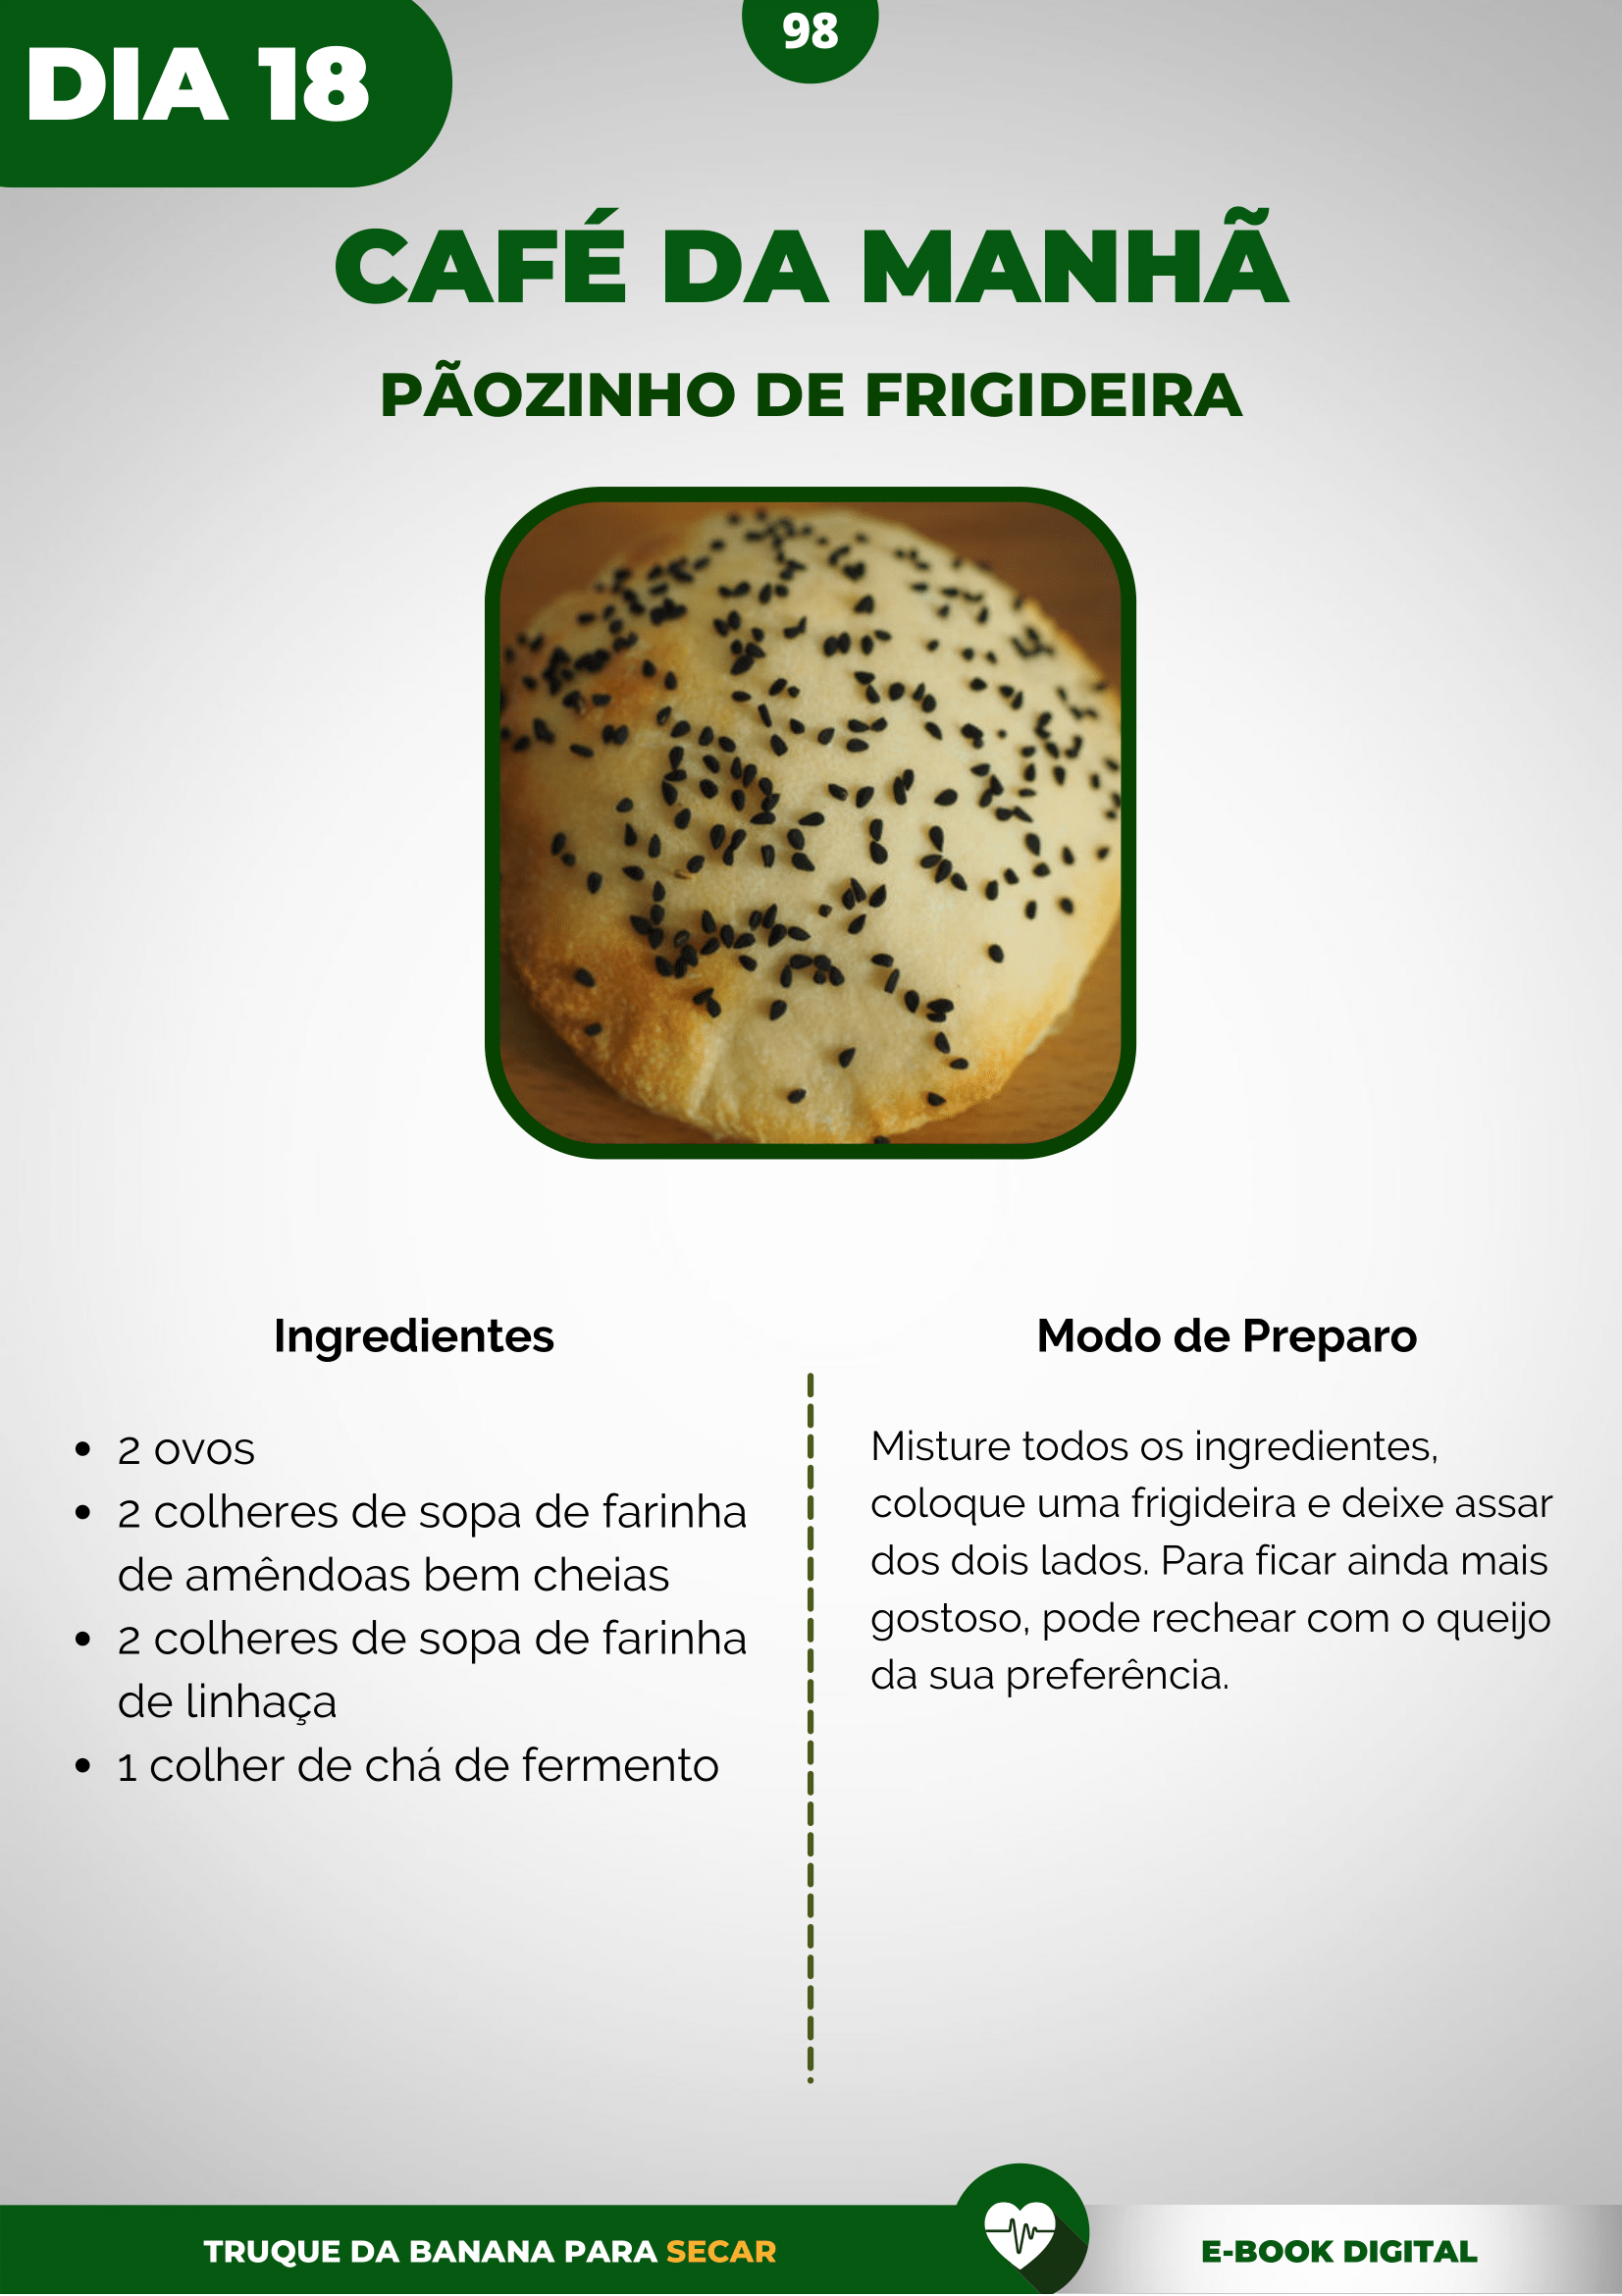 DIA 18
98
CAFÉ DA MANHÃ
PÃOZINHO DE FRIGIDEIRA
Ingredientes
• 2 ovos
• 2 colheres de sopa de farinha
de amêndoas bem cheias
• 2 colheres de sopa de farinha
de linhaça
• 1 colher de chá de fermento
Modo de Preparo
Misture todos os ingredientes,
coloque uma frigideira e deixe assar
dos dois lados. Para ficar ainda mais
gostoso, pode rechear com o queijo
da sua preferência.
TRUQUE DA BANANA PARA SECAR
E-BOOK DIGITAL